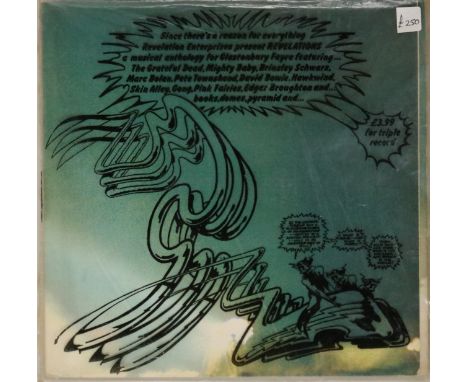 £250
Since there's a reason for everything
Revelation Enterprises present REVELATIONS
a musical anthology for Glastonbury Fayre featuring...
The Grateful Dead, Mighty Baby, Brinsley Schwarz,
Marc Bolan, Pete Townshend, David Bowie, Hawkwind,
Skin Alley, Gong, Pink Fairies, Edgar Broughton and...
books, domes, pyramid and...
£3.99
for triple
record